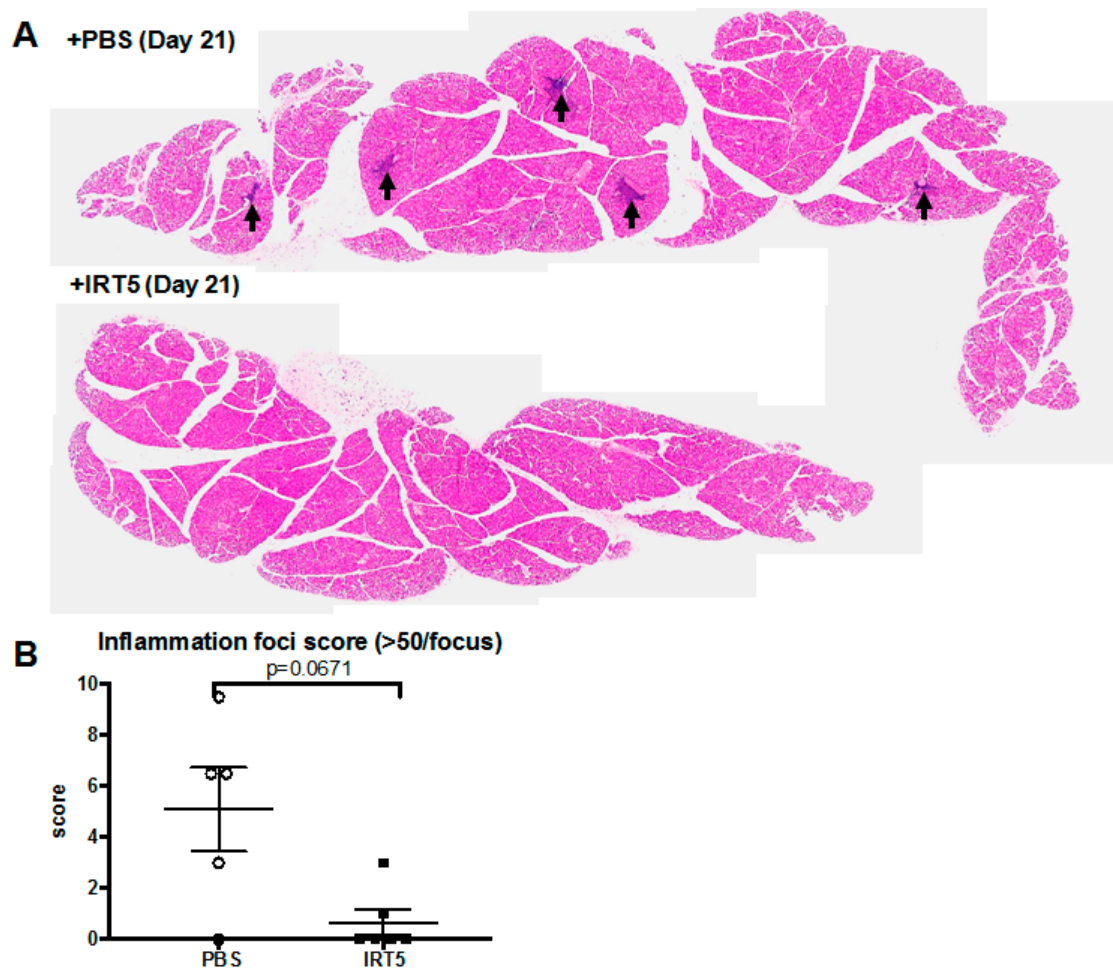 A +PBS (Day 21)
+IRT5 (Day 21)
B Inflammation foci score (>50/focus)
p=0.0671
10
8
6
4
2
0
score
PBS IRT5